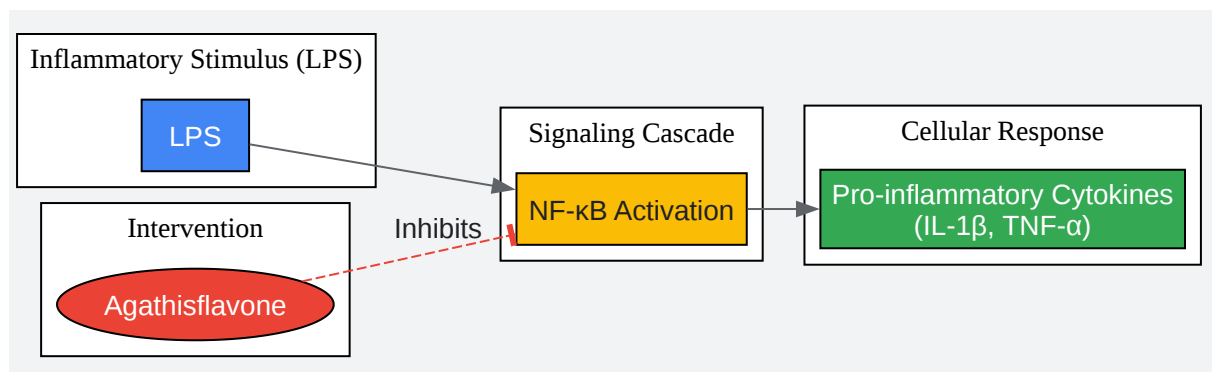 Inflammatory Stimulus (LPS)
LPS
Intervention
Agathisflavone
Inhibits
Signaling Cascade
NF-κB Activation
Cellular Response
Pro-inflammatory Cytokines
(IL-1β, TNF-α)